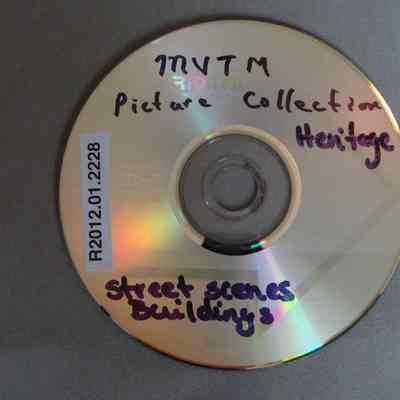 MVTM
Picture Collection
Heritage
R2012.01.2228
Street scenes
Buildings